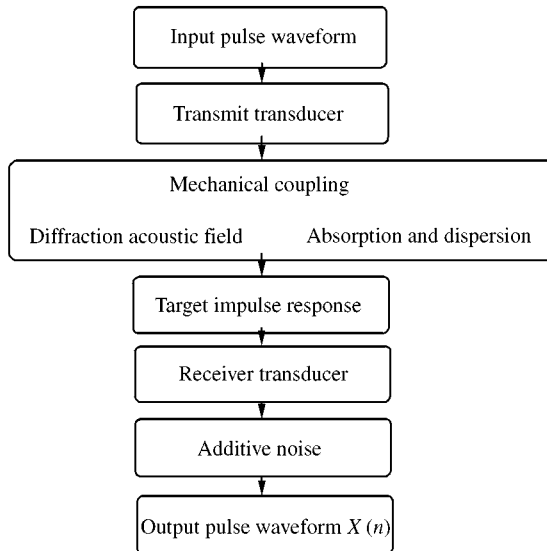 Input pulse waveform
Transmit transducer
Mechanical coupling
Diffraction acoustic field Absorption and dispersion
Target impulse response
Receiver transducer
Additive noise
Output pulse waveform X (n)